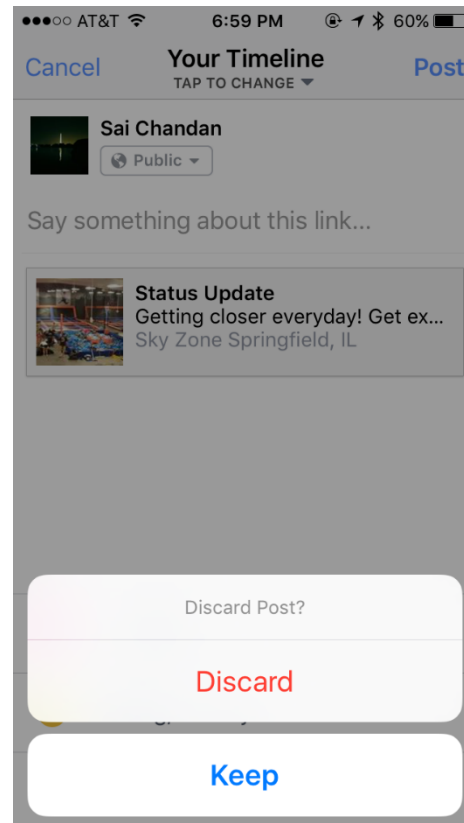 AT&T 6:59 PM 60%
Cancel Your Timeline Post
TAP TO CHANGE
Sai Chandan
Public
Say something about this link...
Status Update
Getting closer everyday! Get ex...
Sky Zone Springfield, IL
Discard Post?
Discard
Keep